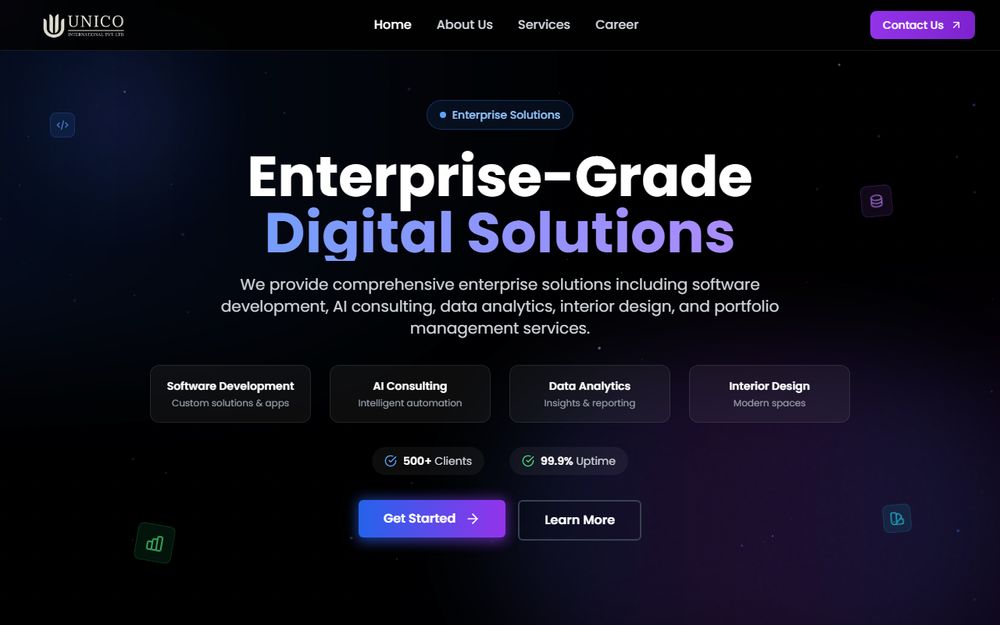 UNICO
INTERNATIONAL PVT. LTD
Home
About Us
Services
Career
Contact Us
Enterprise Solutions
Enterprise-Grade
Digital Solutions
We provide comprehensive enterprise solutions including software
development, AI consulting, data analytics, interior design, and portfolio
management services.
Software Development
Custom solutions & apps
AI Consulting
Intelligent automation
Data Analytics
Insights & reporting
Interior Design
Modern spaces
500+ Clients
99.9% Uptime
Get Started
Learn More